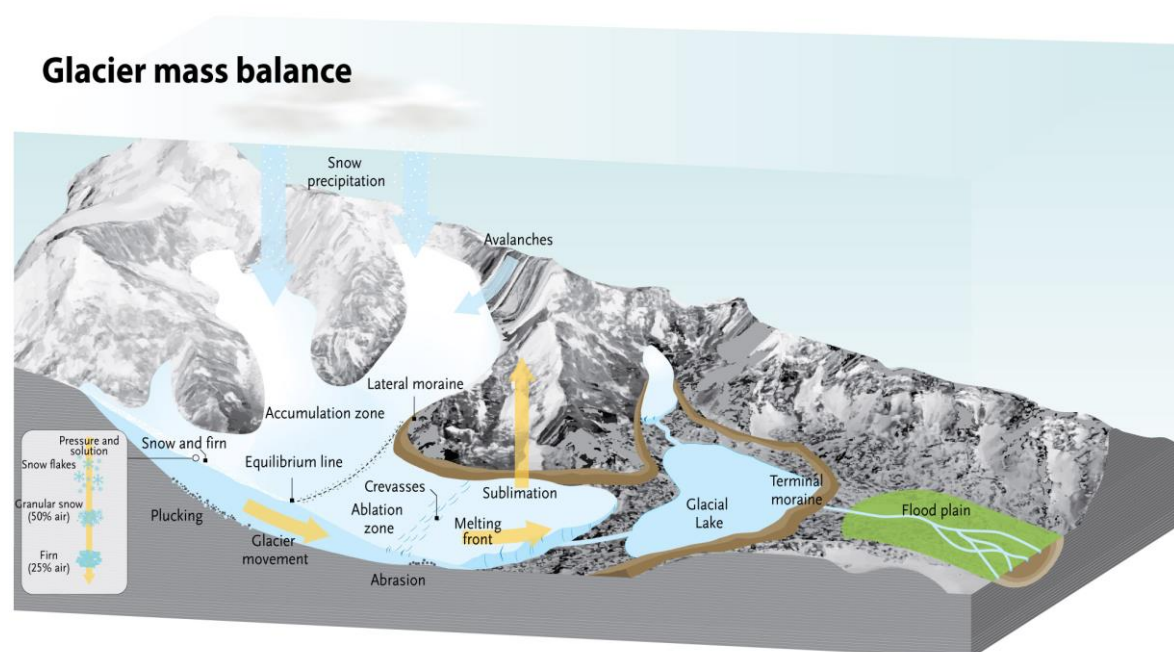 Glacier mass balance
Snow
precipitation
Avalanches
Lateral moraine
Accumulation zone
Snow and firn
Equilibrium line
Crevasses
Sublimation
Ablation
zone
Melting
front
Plucking
Glacier
movement
Abrasion
Glacial
Lake
Terminal
moraine
Flood plain
Pressure and
solution
Snow flakes
Granular snow
(50% air)
Firn
(25% air)